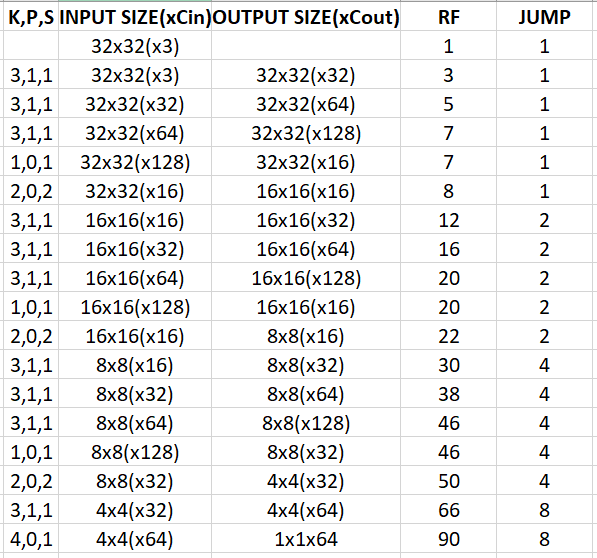 K,P,S INPUT SIZE(xCin) OUTPUT SIZE(xCout) RF JUMP
32x32(x3) 1 1
3,1,1 32x32(x3) 32x32(x32) 3 1
3,1,1 32x32(x32) 32x32(x64) 5 1
3,1,1 32x32(x64) 32x32(x128) 7 1
1,0,1 32x32(x128) 32x32(x16) 7 1
2,0,2 32x32(x16) 16x16(x16) 8 1
3,1,1 16x16(x16) 16x16(x32) 12 2
3,1,1 16x16(x32) 16x16(x64) 16 2
3,1,1 16x16(x64) 16x16(x128) 20 2
1,0,1 16x16(x128) 16x16(x16) 20 2
2,0,2 16x16(x16) 8x8(x16) 22 2
3,1,1 8x8(x16) 8x8(x32) 30 4
3,1,1 8x8(x32) 8x8(x64) 38 4
3,1,1 8x8(x64) 8x8(x128) 46 4
1,0,1 8x8(x128) 8x8(x32) 46 4
2,0,2 8x8(x32) 4x4(x32) 50 4
3,1,1 4x4(x32) 4x4(x64) 66 8
4,0,1 4x4(x64) 1x1x64 90 8